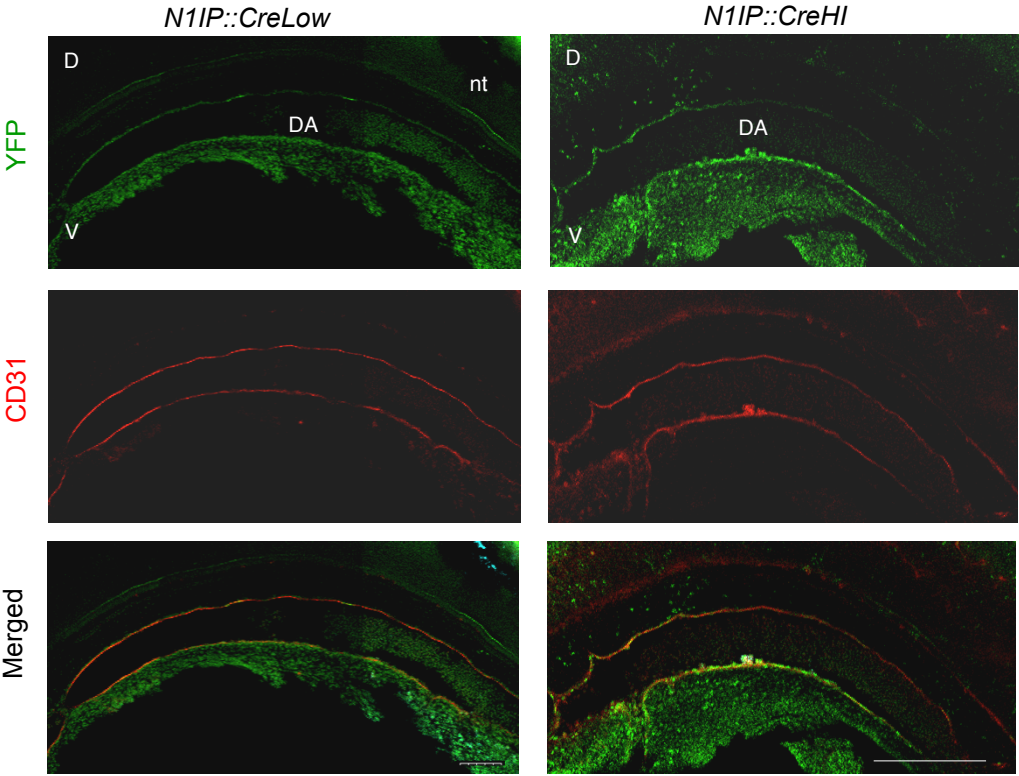 N1IP::CreLow
N1IP::CreHI
YFP
D
nt
DA
V
D
DA
V
CD31
Merged